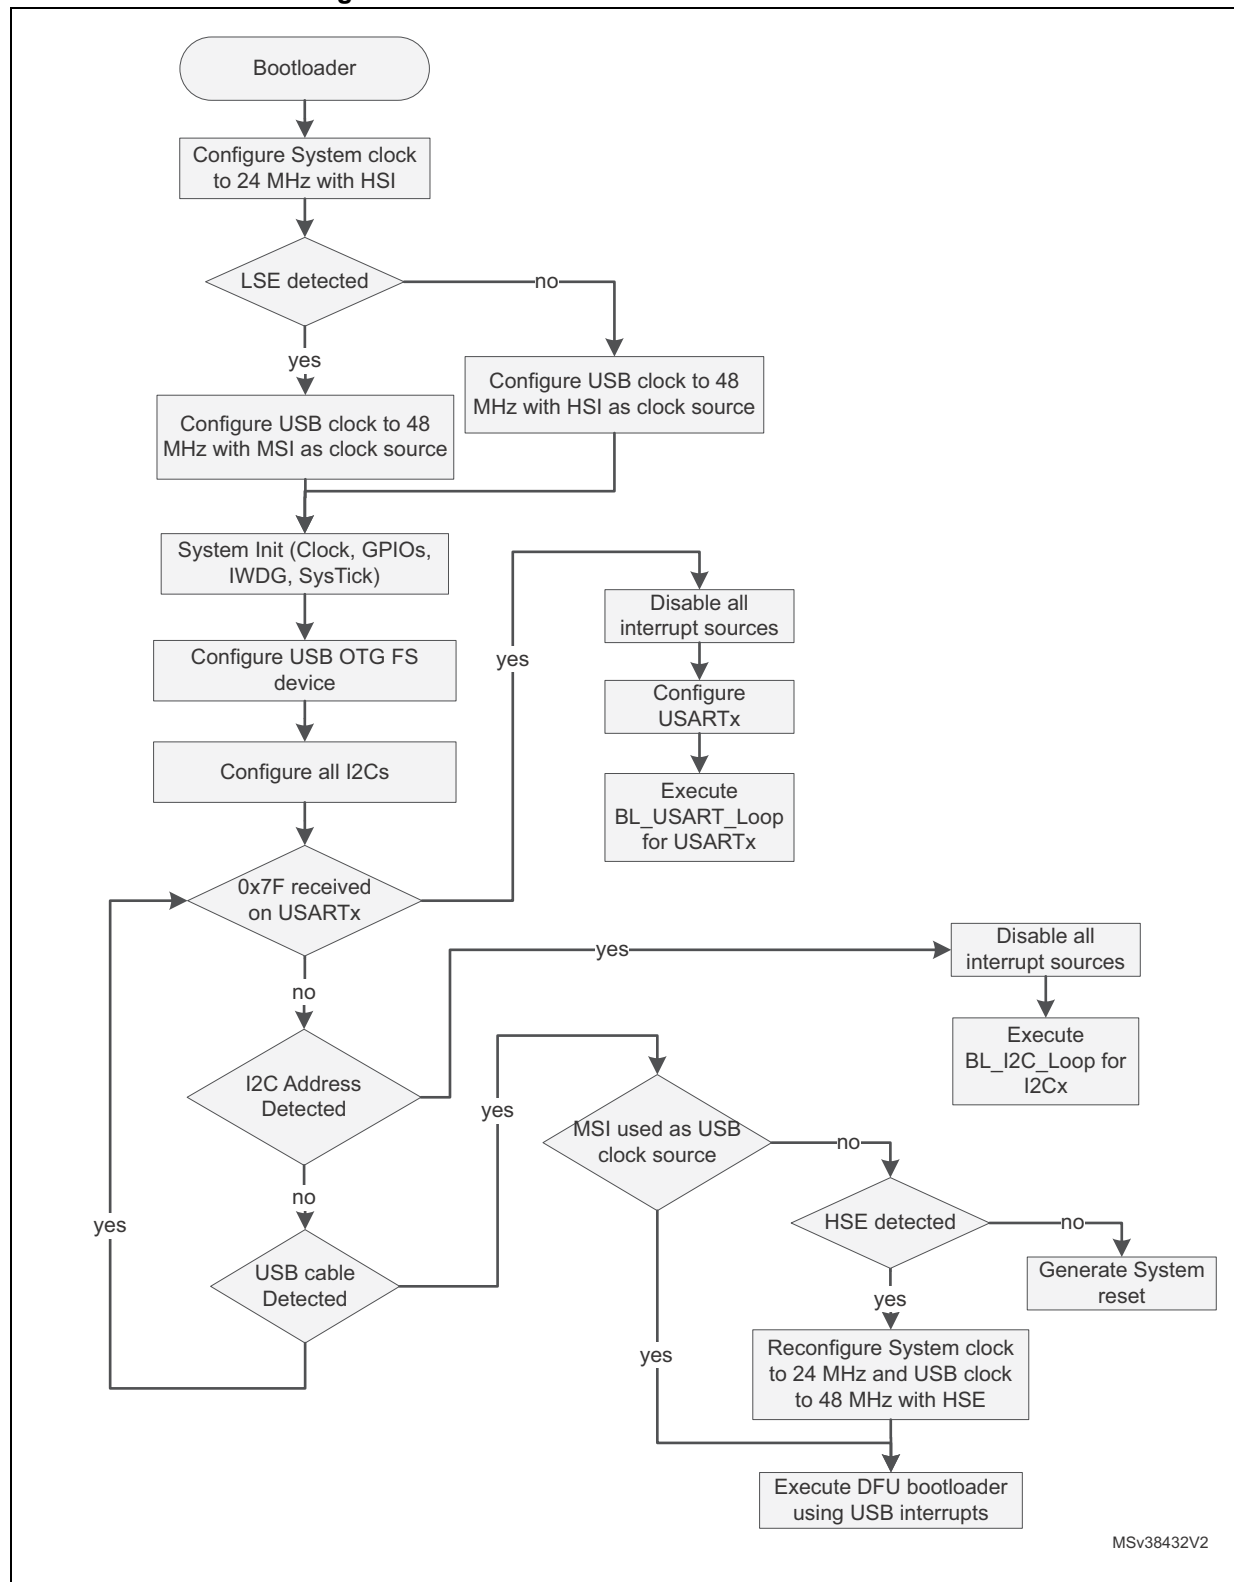 Bootloader
Configure System clock
to 24 MHz with HSI
LSE detected
no
yes
Configure USB clock to 48
MHz with HSI as clock source
Configure USB clock to 48
MHz with MSI as clock source
System Init (Clock, GPIOs,
IWDG, SysTick)
Disable all
interrupt sources
yes
Configure USB OTG FS
device
Configure
USARTx
Configure all I2Cs
Execute
BL_USART_Loop
for USARTx
0x7F received
on USARTx
yes
Disable all
interrupt sources
no
Execute
BL_I2C_Loop for
I2Cx
I2C Address
Detected
yes
MSI used as USB
clock source
no
no
HSE detected
no
yes
USB cable
Detected
Generate System
reset
yes
Reconfigure System clock
to 24 MHz and USB clock
to 48 MHz with HSE
yes
Execute DFU bootloader
using USB interrupts
MSv38432V2